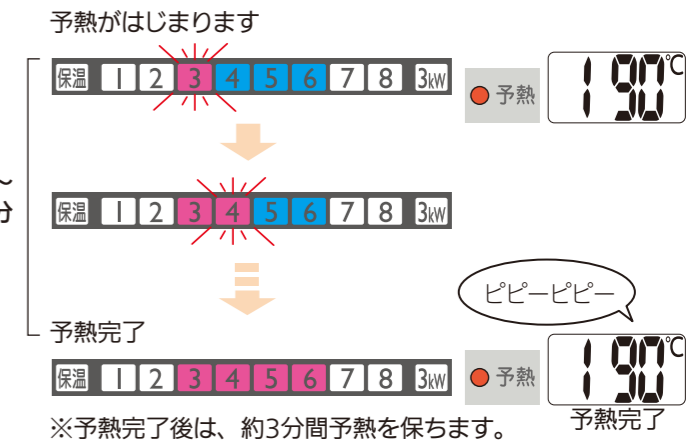 予熱がはじまります
保温 1 2 3 4 5 6 7 8 3kW
予熱 190℃
～
分
保温 1 2 3 4 5 6 7 8 3kW
ピピーピピー
予熱完了
保温 1 2 3 4 5 6 7 8 3kW
予熱 190℃
予熱完了
※予熱完了後は、約3分間予熱を保ちます。